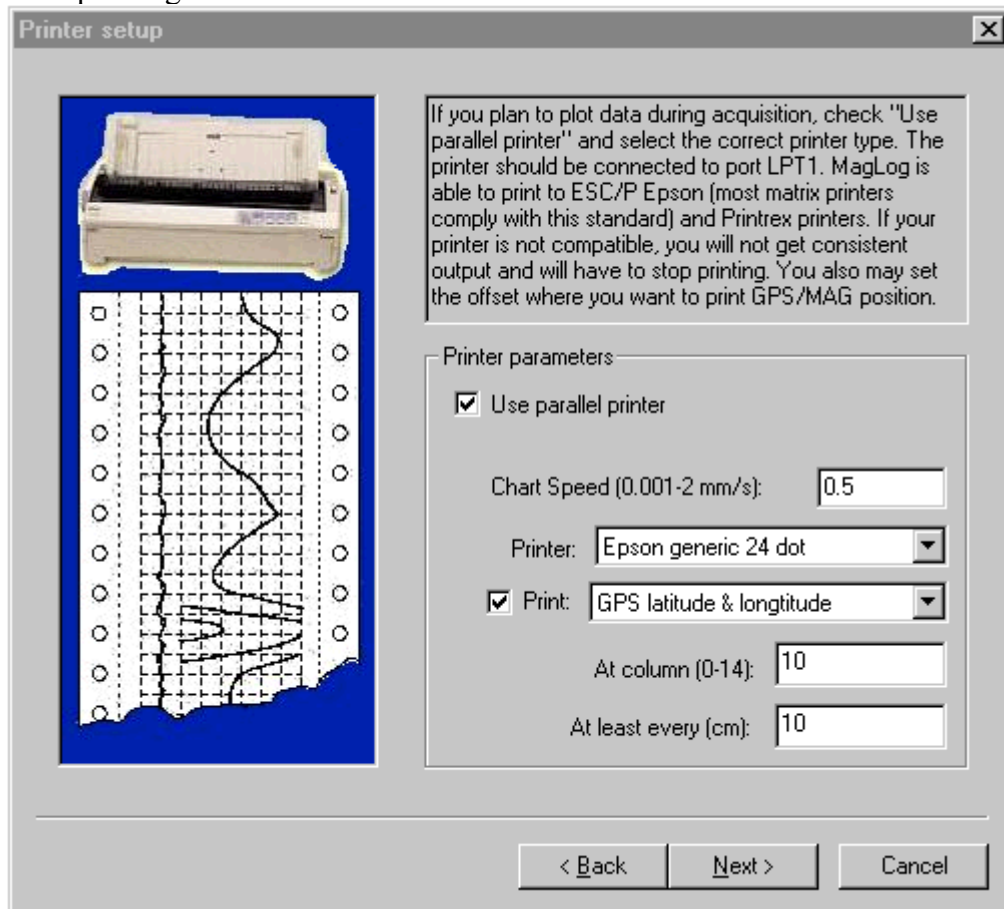 Printer setup
If you plan to plot data during acquisition, check "Use
parallel printer" and select the correct printer type. The
printer should be connected to port LPT1. MagLog is
able to print to ESC/P Epson (most matrix printers
comply with this standard) and Printrex printers. If your
printer is not compatible, you will not get consistent
output and will have to stop printing. You also may set
the offset where you want to print GPS/MAG position.
Printer parameters
Use parallel printer
Chart Speed (0.001-2 mm/s): 0.5
Printer: Epson generic 24 dot
Print: GPS latitude & longtitude
At column (0-14): 10
At least every (cm): 10
< Back Next > Cancel